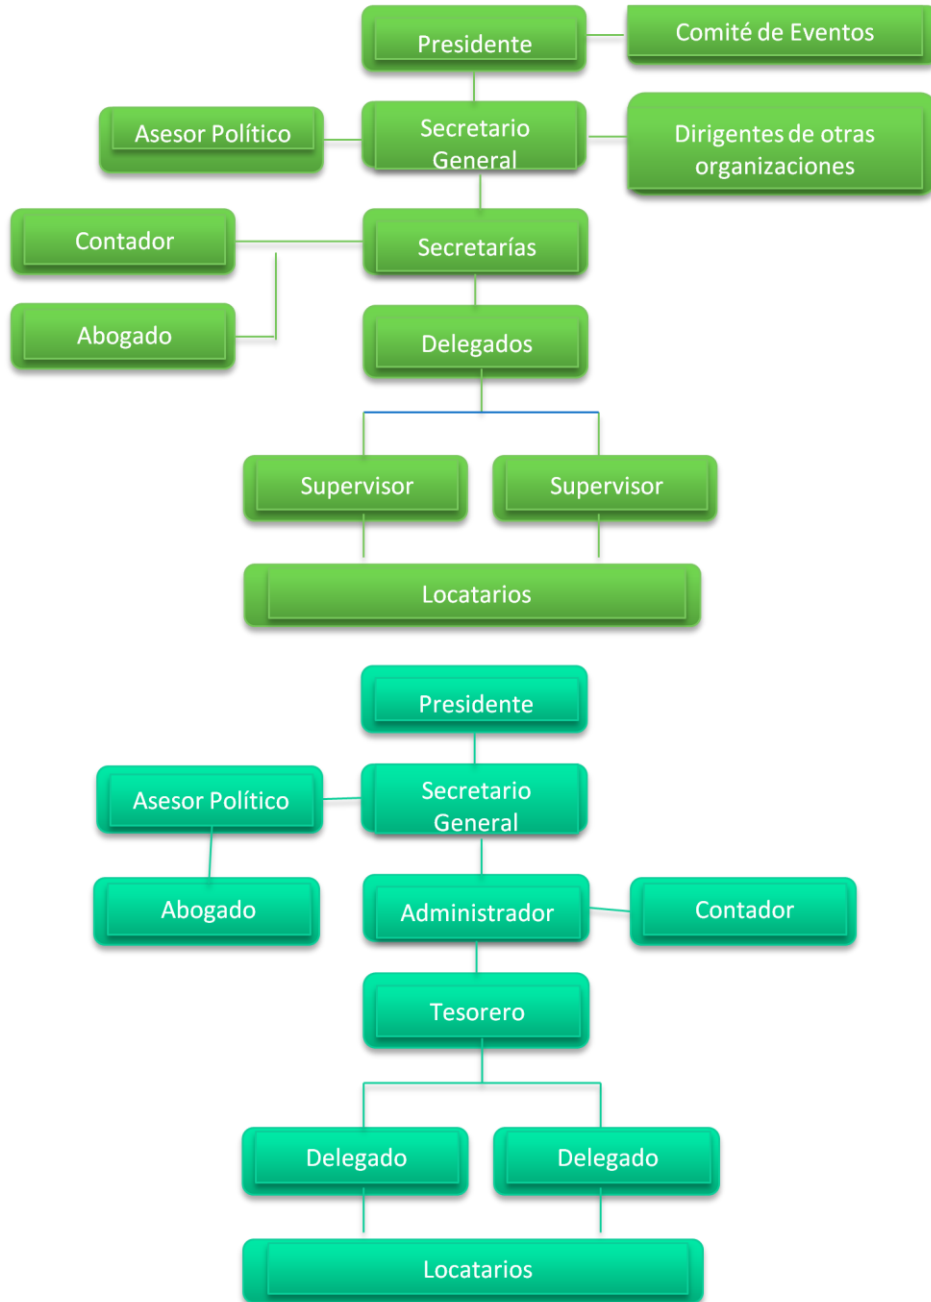 Presidente
Comité de Eventos
Asesor Político
Secretario
General
Dirigentes de otras
organizaciones
Contador
Secretarías
Abogado
Delegados
Supervisor
Supervisor
Locatarios
Presidente
Asesor Político
Secretario
General
Abogado
Administrador
Contador
Tesorero
Delegado
Delegado
Locatarios